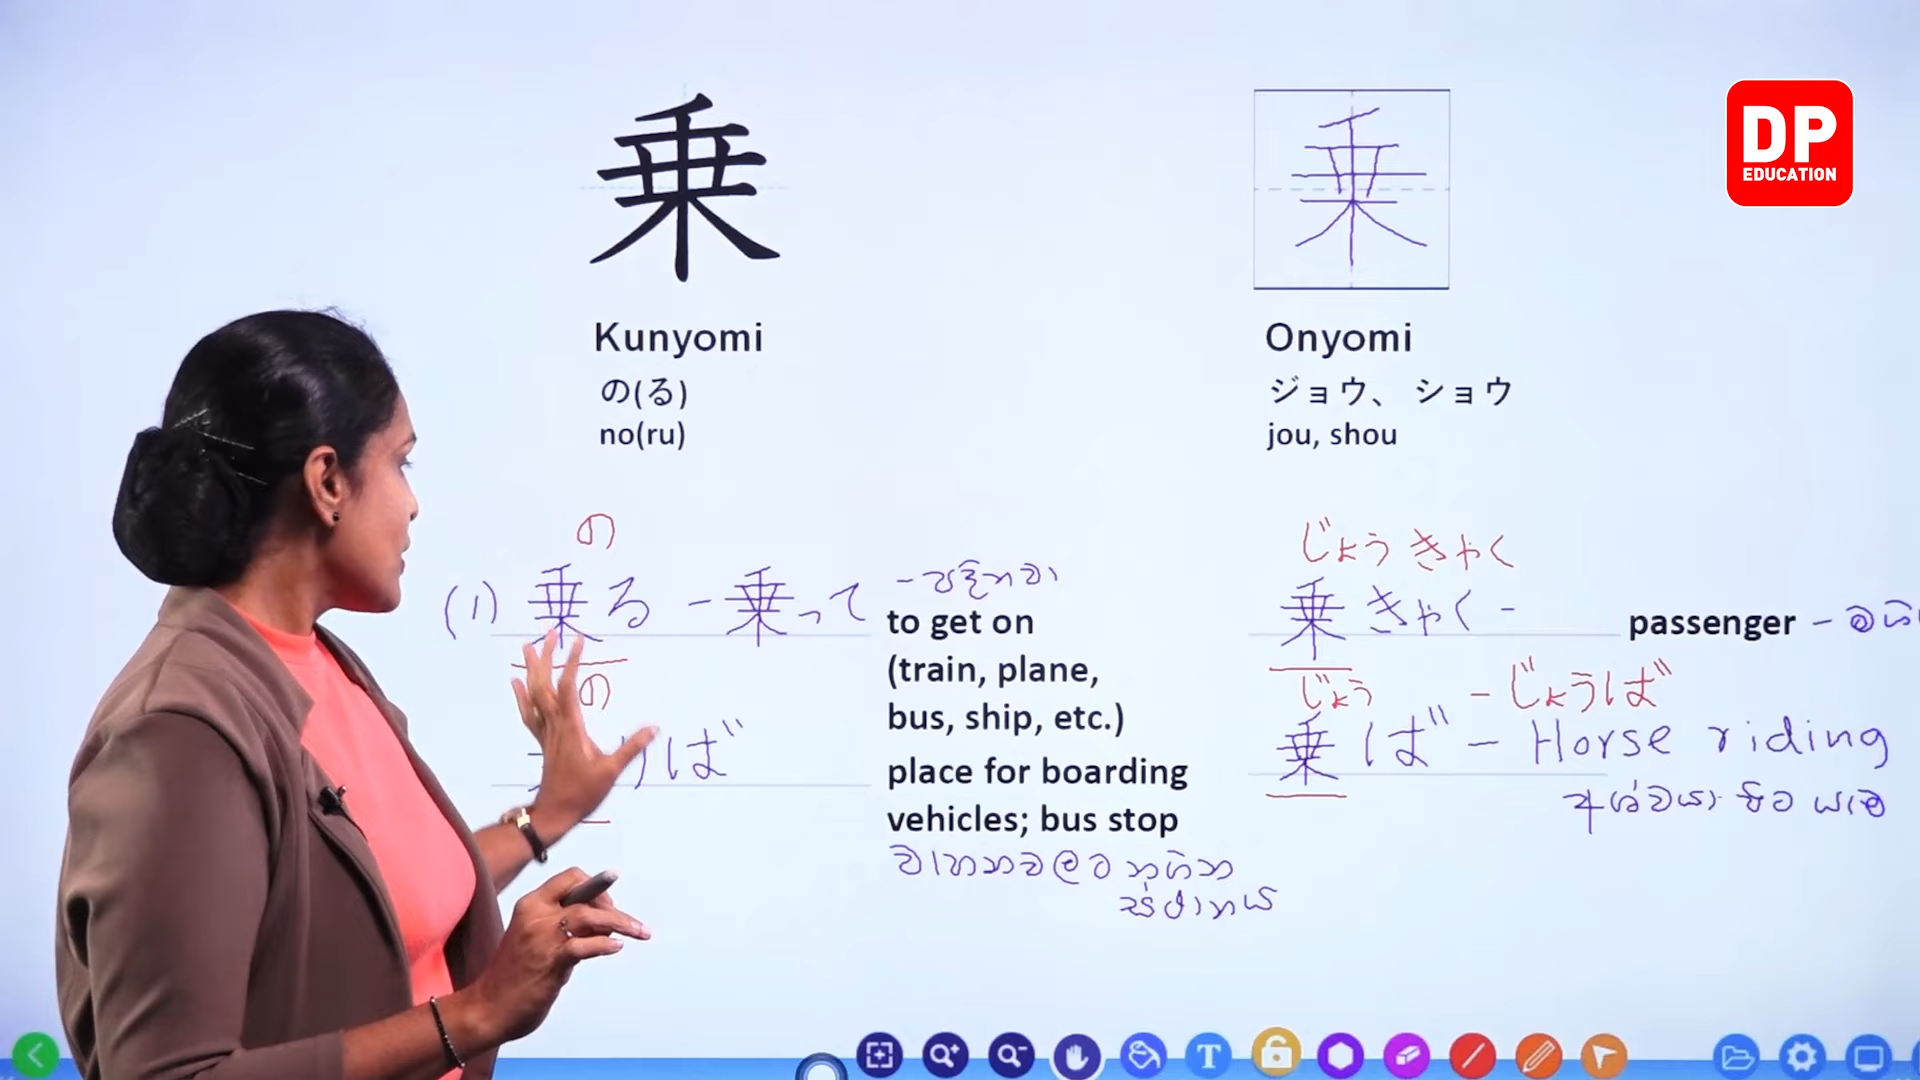 乗
乗
DP
EDUCATION
Kunyomi
の(る)
no(ru)
Onyomi
ジョウ、ショウ
jou, shou
の
(1) 乗る - 乗って
to get on
(train, plane,
bus, ship, etc.)
の
りば
place for boarding
vehicles; bus stop
じょうきゃく
乗きゃく -
passenger -
じょう - じょうば
乗ば - Horse riding
T